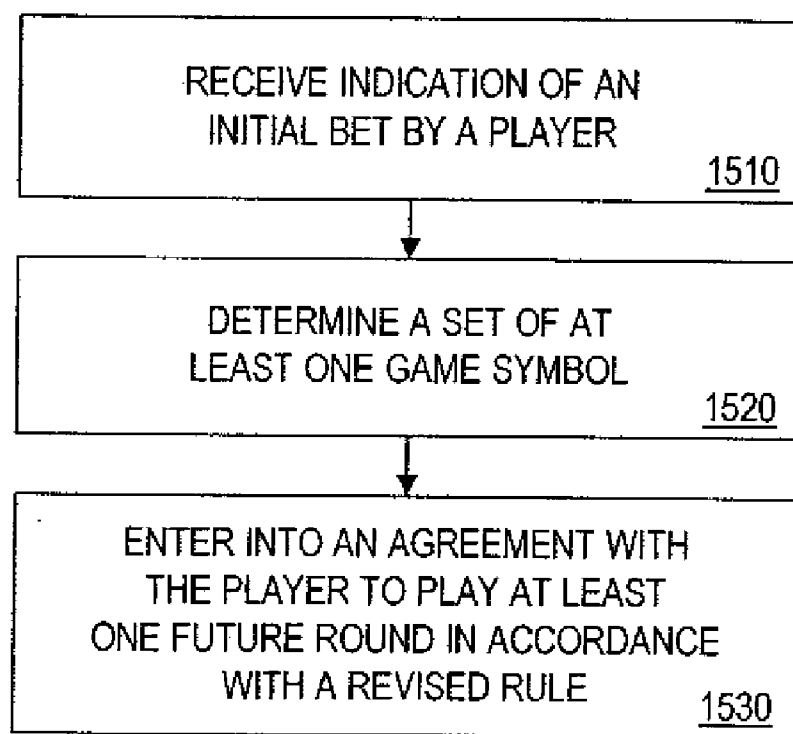 RECEIVE INDICATION OF AN
INITIAL BET BY A PLAYER
1510
DETERMINE A SET OF AT
LEAST ONE GAME SYMBOL
1520
ENTER INTO AN AGREEMENT WITH
THE PLAYER TO PLAY AT LEAST
ONE FUTURE ROUND IN ACCORDANCE
WITH A REVISED RULE
1530